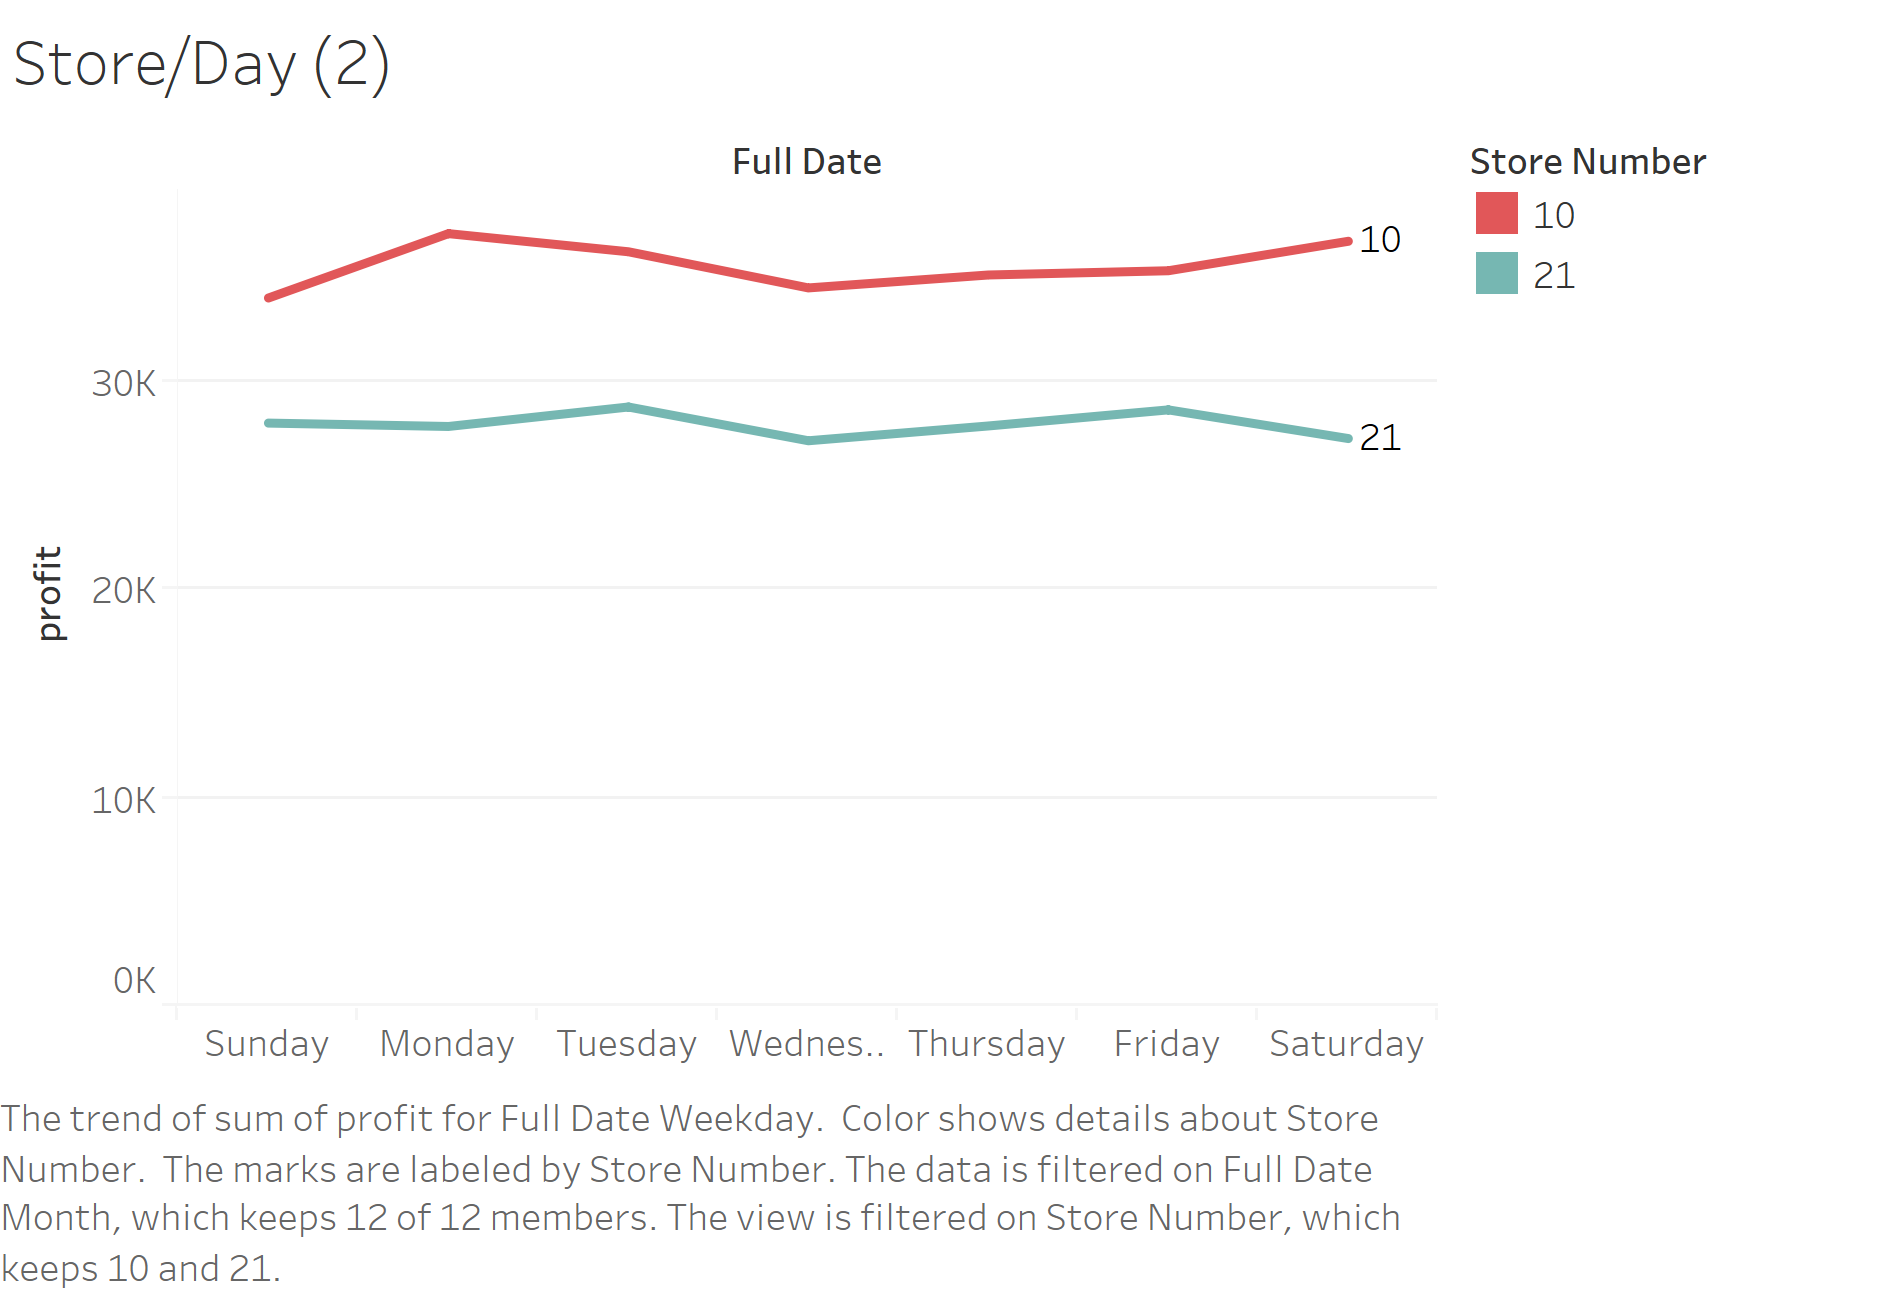 Store/Day (2)
Full Date
Store Number
10
21
10
21
30K
20K
10K
0K
profit
Sunday Monday Tuesday Wednes.. Thursday Friday Saturday
The trend of sum of profit for Full Date Weekday.  Color shows details about Store
Number.  The marks are labeled by Store Number. The data is filtered on Full Date
Month, which keeps 12 of 12 members. The view is filtered on Store Number, which
keeps 10 and 21.